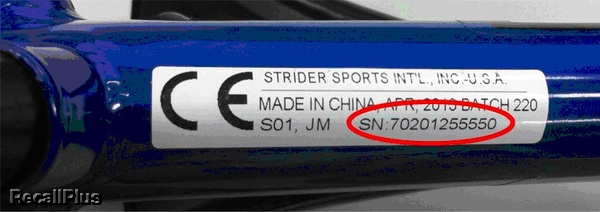 CE
STRIDER SPORTS INT'L., INC.-U.S.A.
MADE IN CHINA, APR, 2013 BATCH 220
S01, JM SN:70201255550
RecallPlus